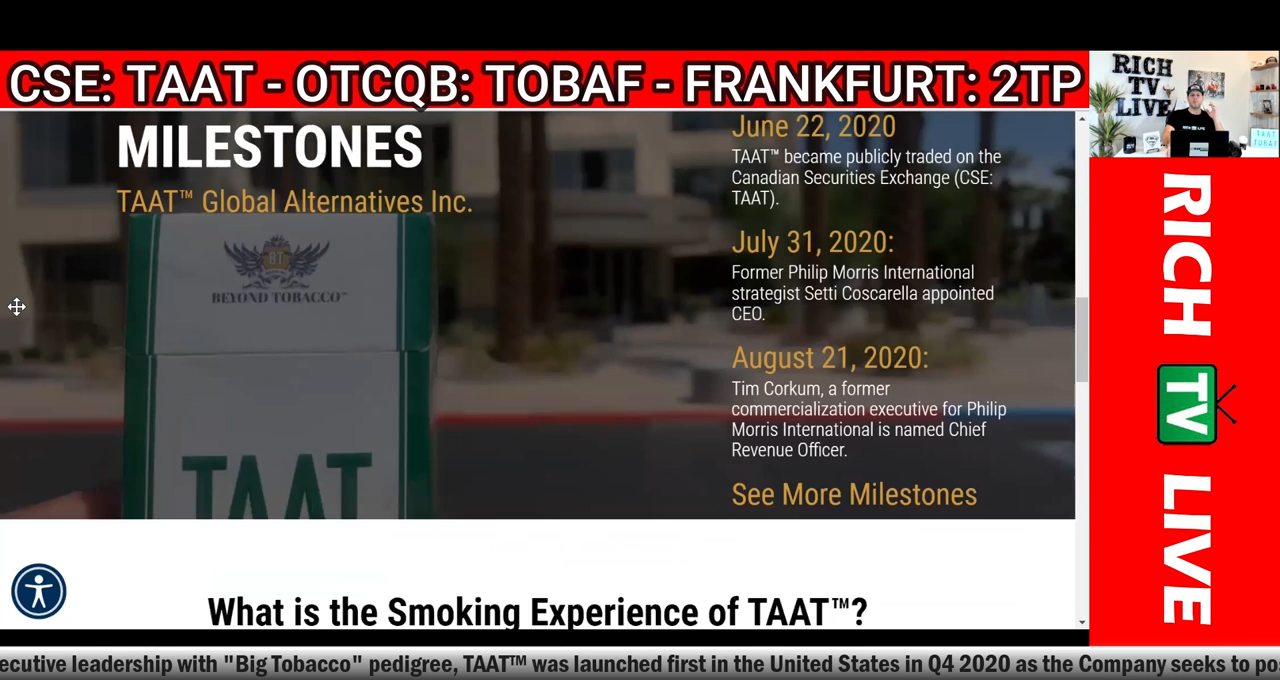 CSE: TAAT - OTCQB: TOBAF - FRANKFURT: 2TP
RICH
TV
LIVE
TAAT
TOBAF
MILESTONES
TAAT™ Global Alternatives Inc.
BT
BEYOND TOBACCO™
TAAT
June 22, 2020
TAAT™ became publicly traded on the
Canadian Securities Exchange (CSE:
TAAT).
July 31, 2020:
Former Philip Morris International
strategist Setti Coscarella appointed
CEO.
August 21, 2020:
Tim Corkum, a former
commercialization executive for Philip
Morris International is named Chief
Revenue Officer.
See More Milestones
RICH
TV
LIVE
What is the Smoking Experience of TAAT™?
ecutive leadership with "Big Tobacco" pedigree, TAAT™ was launched first in the United States in Q4 2020 as the Company seeks to po